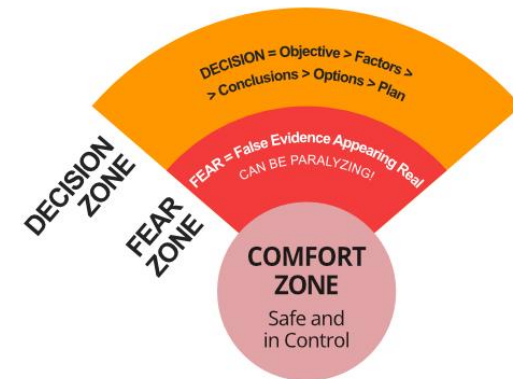 DECISION = Objective > Factors >
> Conclusions > Options > Plan
FEAR = False Evidence Appearing Real
CAN BE PARALYZING!
DECISION
ZONE
FEAR
ZONE
COMFORT
ZONE
Safe and
in Control